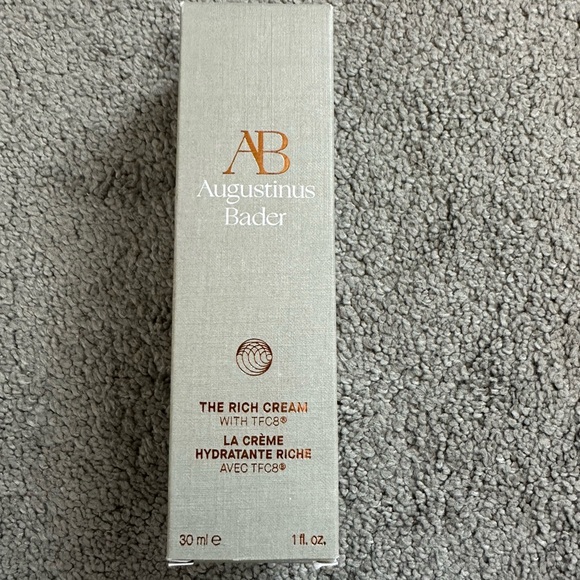 AB
Augustinus
Bader
THE RICH CREAM
WITH TFC8®
LA CRÈME
HYDRATANTE RICHE
AVEC TFC8®
30 ml ℮ 1 fl. oz.